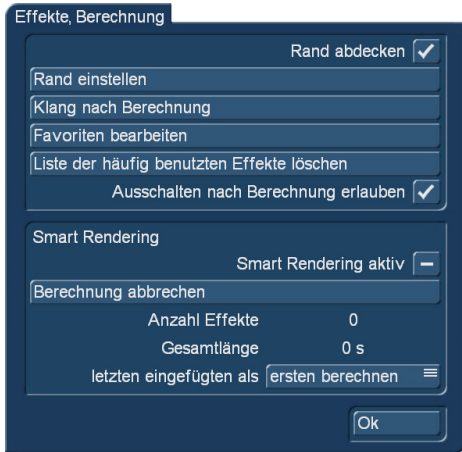 Effekte, Berechnung
Rand abdecken
Rand einstellen
Klang nach Berechnung
Favoriten bearbeiten
Liste der häufig benutzten Effekte löschen
Ausschalten nach Berechnung erlauben
Smart Rendering
Smart Rendering aktiv
Berechnung abbrechen
Anzahl Effekte 0
Gesamtlänge 0 s
letzten eingefügten als ersten berechnen
Ok